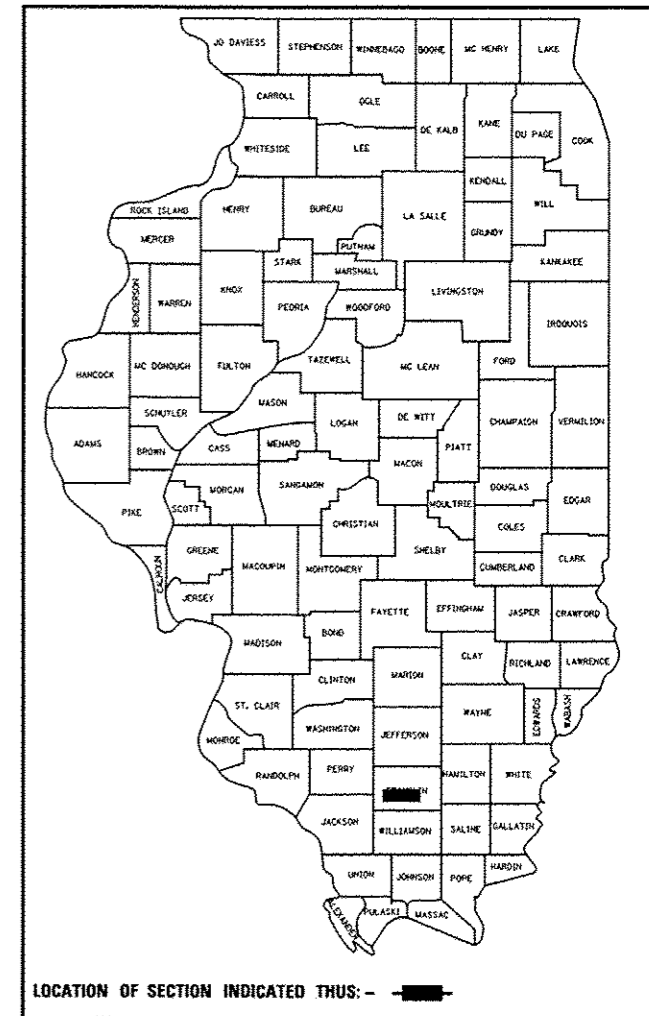 JO DAVIESS STEPHENSON WINNEBAGO BOONE MC HENRY LAKE
CARROLL OGLE DE KALB KANE DU PAGE COOK
WHITESIDE LEE
KENDALL WILL
ROCK ISLAND HENRY BUREAU LA SALLE GRUNDY
MERCER PUTNAM KANKAKEE
STARK MARSHALL
HENDERSON WARREN KNOX PEORIA WOODFORD LIVINGSTON IROQUOIS
HANCOCK MC DONOUGH FULTON TAZEWELL MC LEAN FORD
SCHUYLER MASON LOGAN DE WITT CHAMPAIGN VERMILION
ADAMS BROWN CASS MENARD PIATT
MACON
PIKE SCOTT MORGAN SANGAMON MOULTRIE DOUGLAS EDGAR
CHRISTIAN COLES
CALHOUN GREENE MACOUPIN MONTGOMERY SHELBY CUMBERLAND CLARK
JERSEY FAYETTE EFFINGHAM JASPER CRAWFORD
MADISON BOND CLAY RICHLAND LAWRENCE
CLINTON MARION
ST. CLAIR WAYNE EDWARDS WABASH
MONROE WASHINGTON JEFFERSON
RANDOLPH PERRY HAMILTON WHITE
JACKSON WILLIAMSON SALINE GALLATIN
UNION JOHNSON POPE HARDIN
ALEXANDER PULASKI MASSAC
LOCATION OF SECTION INDICATED THUS: -